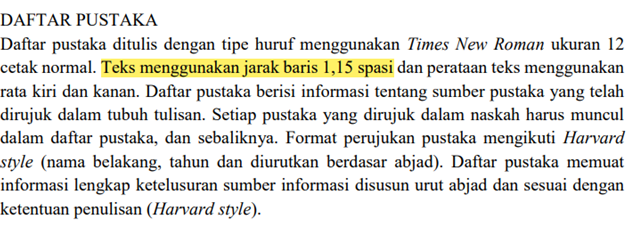 DAFTAR PUSTAKA
Daftar pustaka ditulis dengan tipe huruf menggunakan Times New Roman ukuran 12
cetak normal. Teks menggunakan jarak baris 1,15 spasi dan perataan teks menggunakan
rata kiri dan kanan. Daftar pustaka berisi informasi tentang sumber pustaka yang telah
dirujuk dalam tubuh tulisan. Setiap pustaka yang dirujuk dalam naskah harus muncul
dalam daftar pustaka, dan sebaliknya. Format perujukan pustaka mengikuti Harvard
style (nama belakang, tahun dan diurutkan berdasar abjad). Daftar pustaka memuat
informasi lengkap ketelusuran sumber informasi disusun urut abjad dan sesuai dengan
ketentuan penulisan (Harvard style).